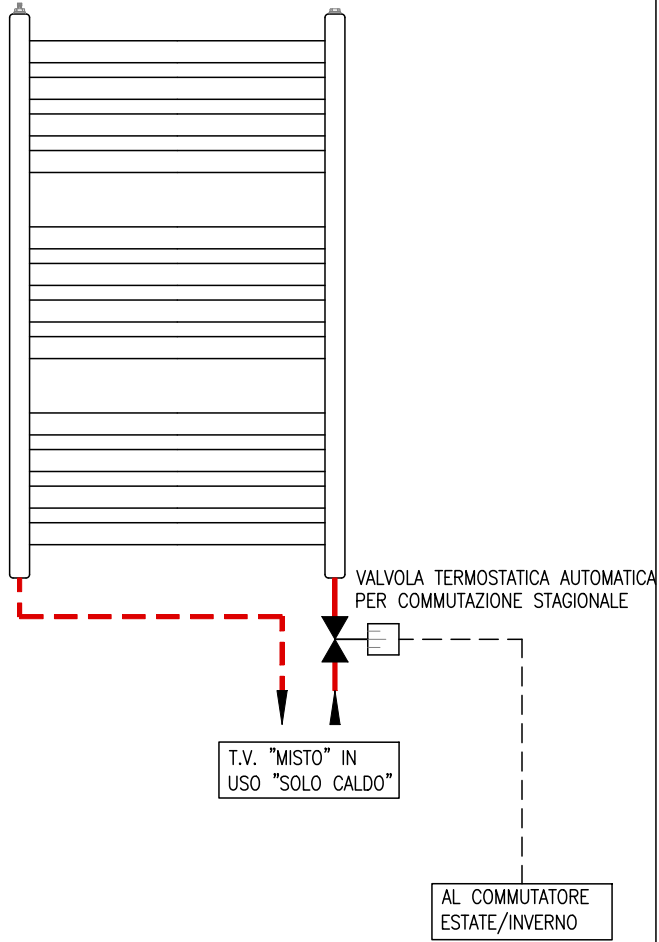 VALVOLA TERMOSTATICA AUTOMATICA
PER COMMUTAZIONE STAGIONALE
T.V. "MISTO" IN
USO "SOLO CALDO"
AL COMMUTATORE
ESTATE/INVERNO